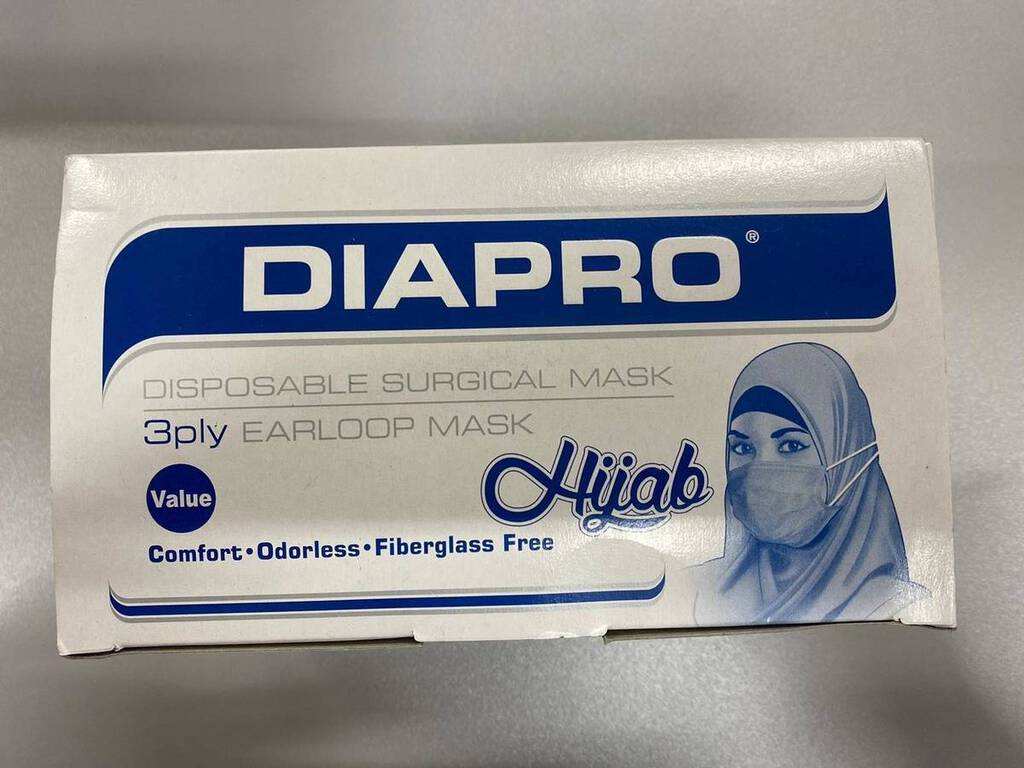 DIAPRO®
DISPOSABLE SURGICAL MASK
3ply EARLOOP MASK
Hijab
Value
Comfort•Odorless•Fiberglass Free